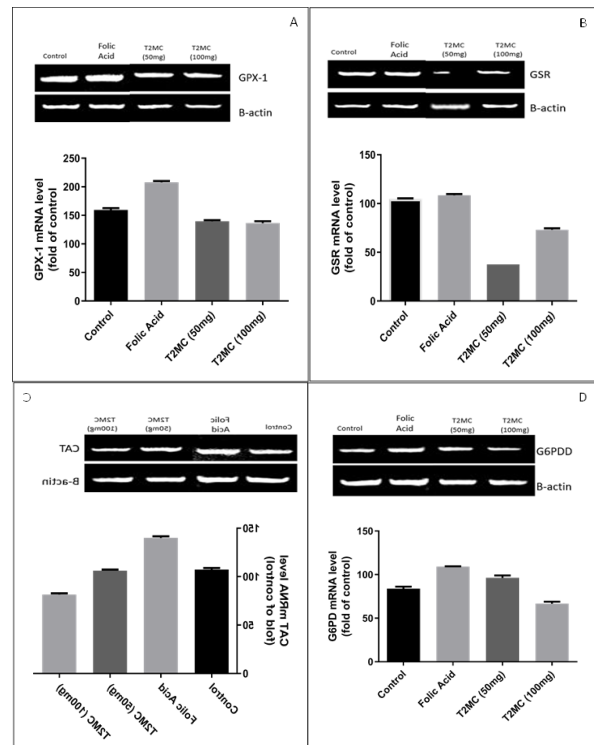 A
Control
Folic
Acid
T2MC
(50mg)
T2MC
(100mg)
GPX-1
B-actin
GPX-1 mRNA level
(fold of control)
250
200
150
100
50
0
Control
Folic Acid
T2MC (50mg)
T2MC (100mg)
B
Control
Folic
Acid
T2MC
(50mg)
T2MC
(100mg)
GSR
B-actin
GSR mRNA level
(fold of control)
150
100
50
0
Control
Folic Acid
T2MC (50mg)
T2MC (100mg)
C
Control
Folic
Acid
T2MC
(50mg)
T2MC
(100mg)
CAT
B-actin
CAT mRNA level
(fold of control)
150
100
50
0
Control
Folic Acid
T2MC (50mg)
T2MC (100mg)
D
Control
Folic
Acid
T2MC
(50mg)
T2MC
(100mg)
G6PDD
B-actin
G6PD mRNA level
(fold of control)
150
100
50
0
Control
Folic Acid
T2MC (50mg)
T2MC (100mg)